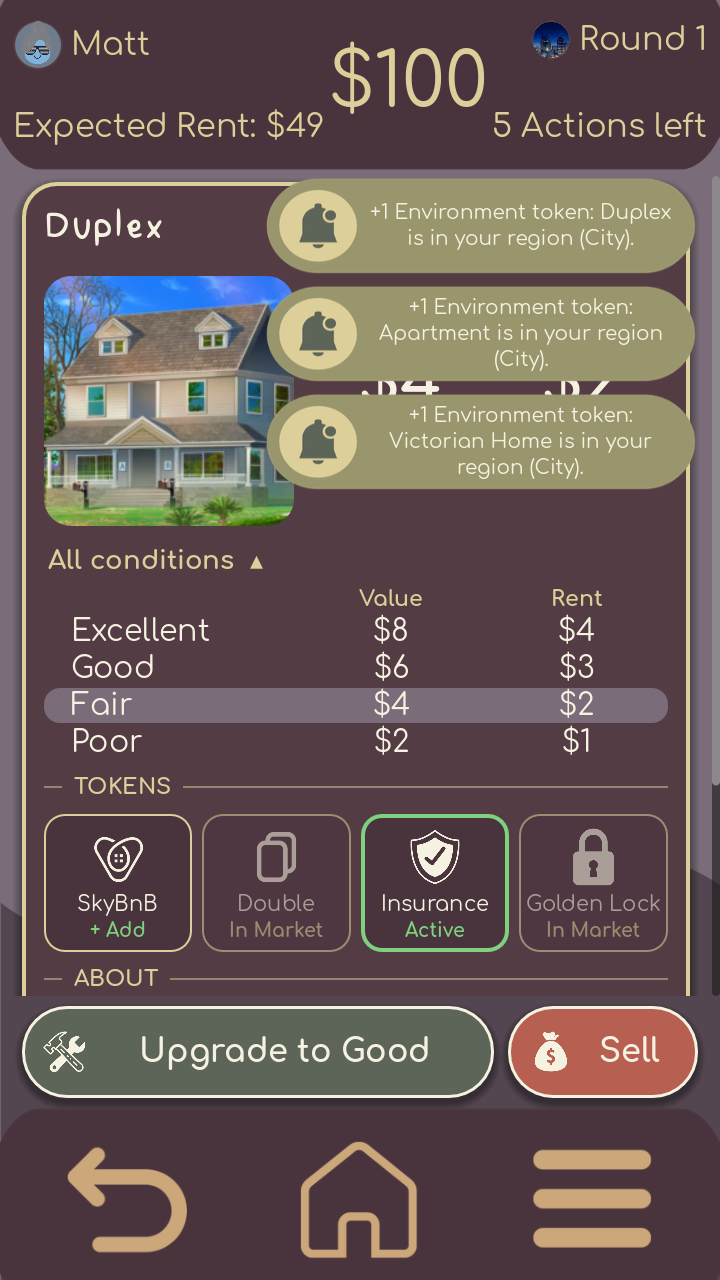 Matt
$100
Round 1
Expected Rent: $49
5 Actions left
Duplex
+1 Environment token: Duplex
is in your region (City).
+1 Environment token:
Apartment is in your region
(City).
+1 Environment token:
Victorian Home is in your
region (City).
All conditions ▲
Value Rent
Excellent $8 $4
Good $6 $3
Fair $4 $2
Poor $2 $1
TOKENS
SkyBnB
+ Add
Double
In Market
Insurance
Active
Golden Lock
In Market
ABOUT
Upgrade to Good
Sell